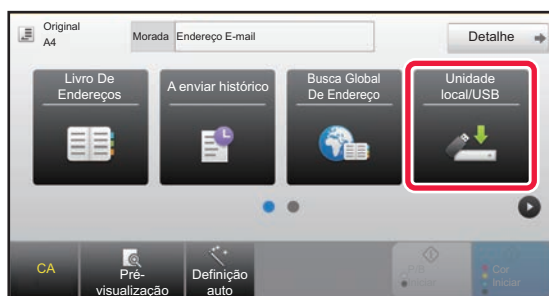 Original
A4
Morada
Endereço E-mail
Detalhe
Livro De
Endereços
A enviar histórico
Busca Global
De Endereço
Unidade
local/USB
CA
Pré-
visualização
Definição
auto
P/B
Iniciar
Cor
Iniciar